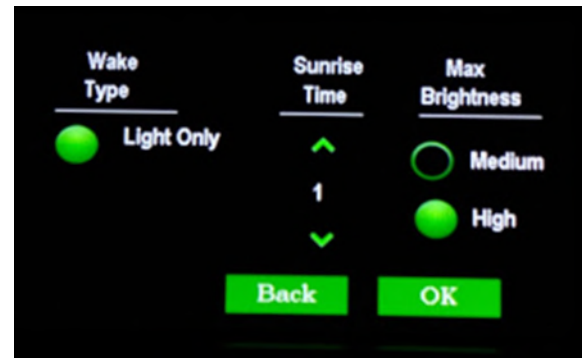 Wake
Type
Sunrise
Time
Max
Brightness
Light Only
1
Medium
High
Back
OK